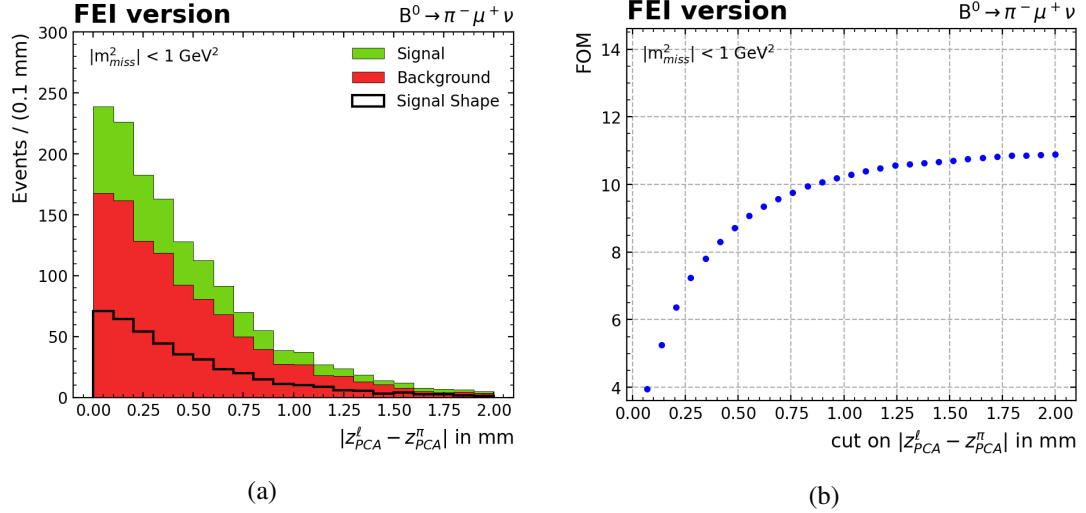 FEI version
B⁰ → π⁻ μ⁺ ν
300
250
200
150
100
50
0
Events / (0.1 mm)
|m²miss| < 1 GeV²
Signal
Background
Signal Shape
0.00 0.25 0.50 0.75 1.00 1.25 1.50 1.75 2.00
|zℓPCA − zπPCA| in mm
(a)
FEI version
B⁰ → π⁻ μ⁺ ν
FOM
14
12
10
8
6
4
|m²miss| < 1 GeV²
0.00 0.25 0.50 0.75 1.00 1.25 1.50 1.75 2.00
cut on |zℓPCA − zπPCA| in mm
(b)